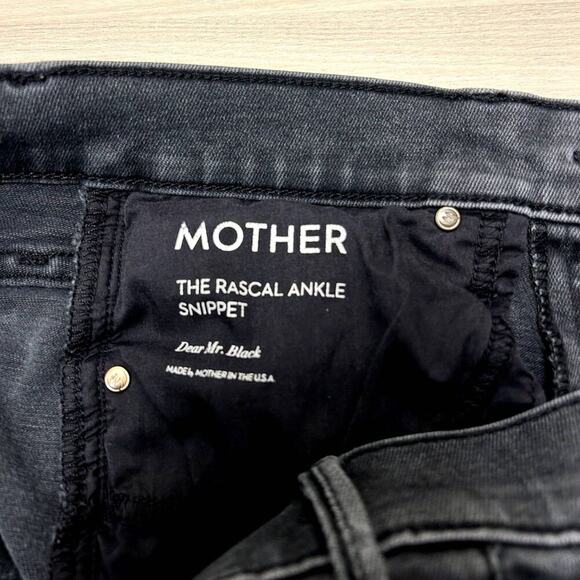 MOTHER
THE RASCAL ANKLE
SNIPPET
Dear Mr. Black
MADE by MOTHER IN THE U.S.A.